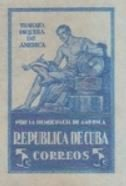 TRABAJO
RIQUEZA
DE
AMERICA
POR LA DEMOCRACIA DE AMERICA
REPUBLICA DE CUBA
5¢ CORREOS 5¢